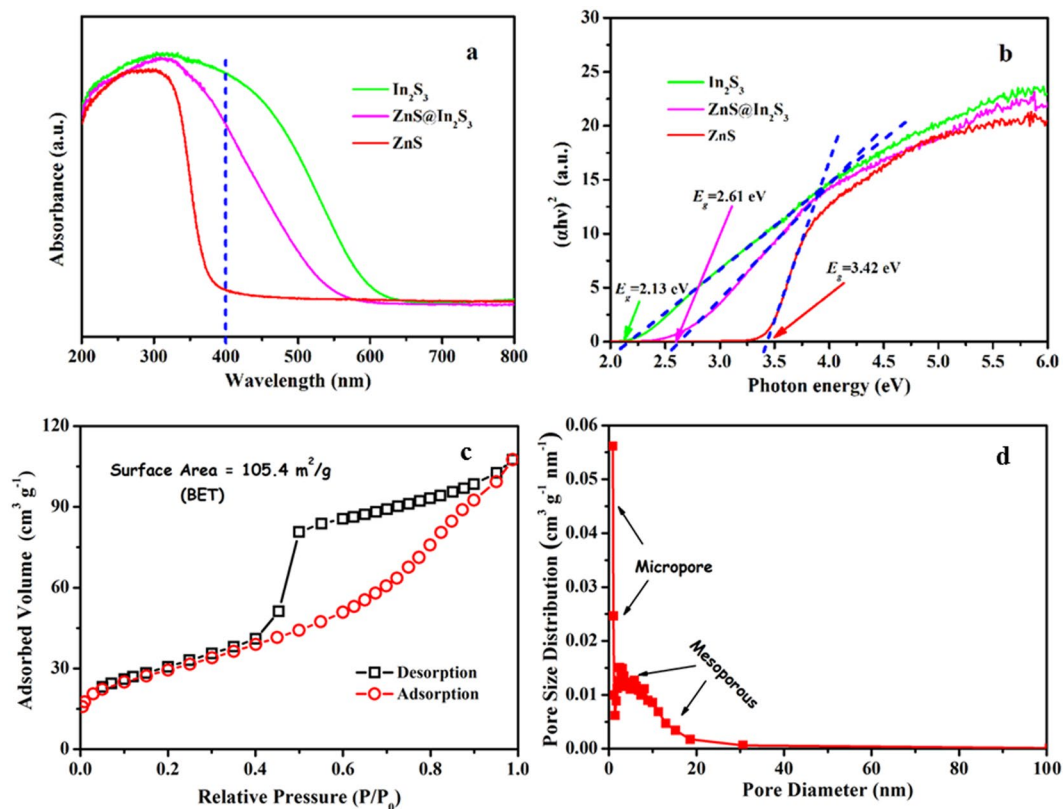 a
In₂S₃
ZnS@In₂S₃
ZnS
Absorbance (a.u.)
200 300 400 500 600 700 800
Wavelength (nm)
b
30
25
20
15
10
5
0
In₂S₃
ZnS@In₂S₃
ZnS
E_g=2.61 eV
E_g=2.13 eV
E_g=3.42 eV
(αhν)² (a.u.)
2.0 2.5 3.0 3.5 4.0 4.5 5.0 5.5 6.0
Photon energy (eV)
c
120
90
60
30
0
Surface Area = 105.4 m²/g
(BET)
Desorption
Adsorption
Adsorbed Volume (cm³ g⁻¹)
0.0 0.2 0.4 0.6 0.8 1.0
Relative Pressure (P/P₀)
d
0.06
0.05
0.04
0.03
0.02
0.01
0.00
Micropore
Mesoporous
Pore Size Distribution (cm³ g⁻¹ nm⁻¹)
0 20 40 60 80 100
Pore Diameter (nm)